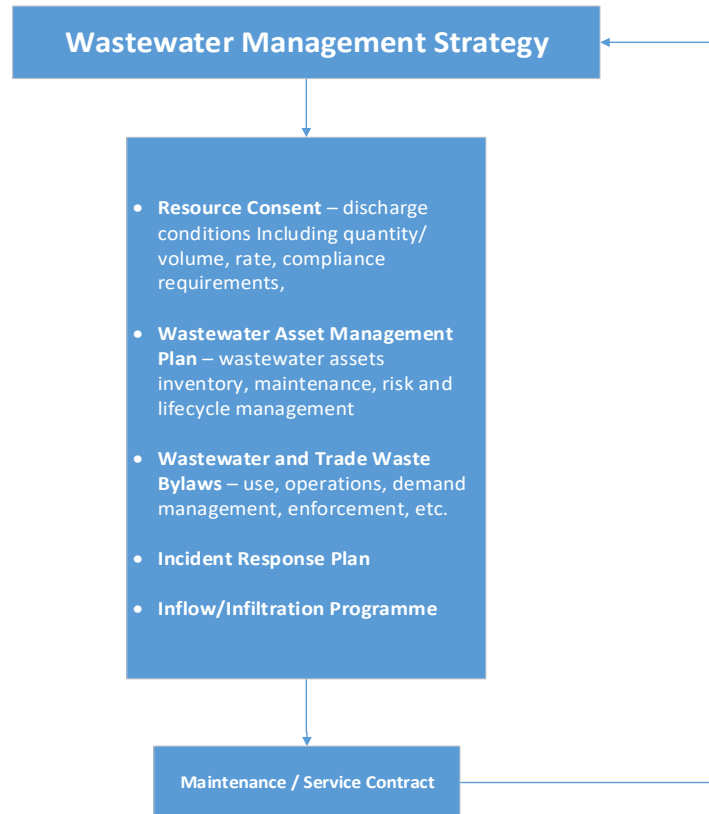 Wastewater Management Strategy
• Resource Consent – discharge
conditions Including quantity/
volume, rate, compliance
requirements,
• Wastewater Asset Management
Plan – wastewater assets
inventory, maintenance, risk and
lifecycle management
• Wastewater and Trade Waste
Bylaws – use, operations, demand
management, enforcement, etc.
• Incident Response Plan
• Inflow/Infiltration Programme
Maintenance / Service Contract